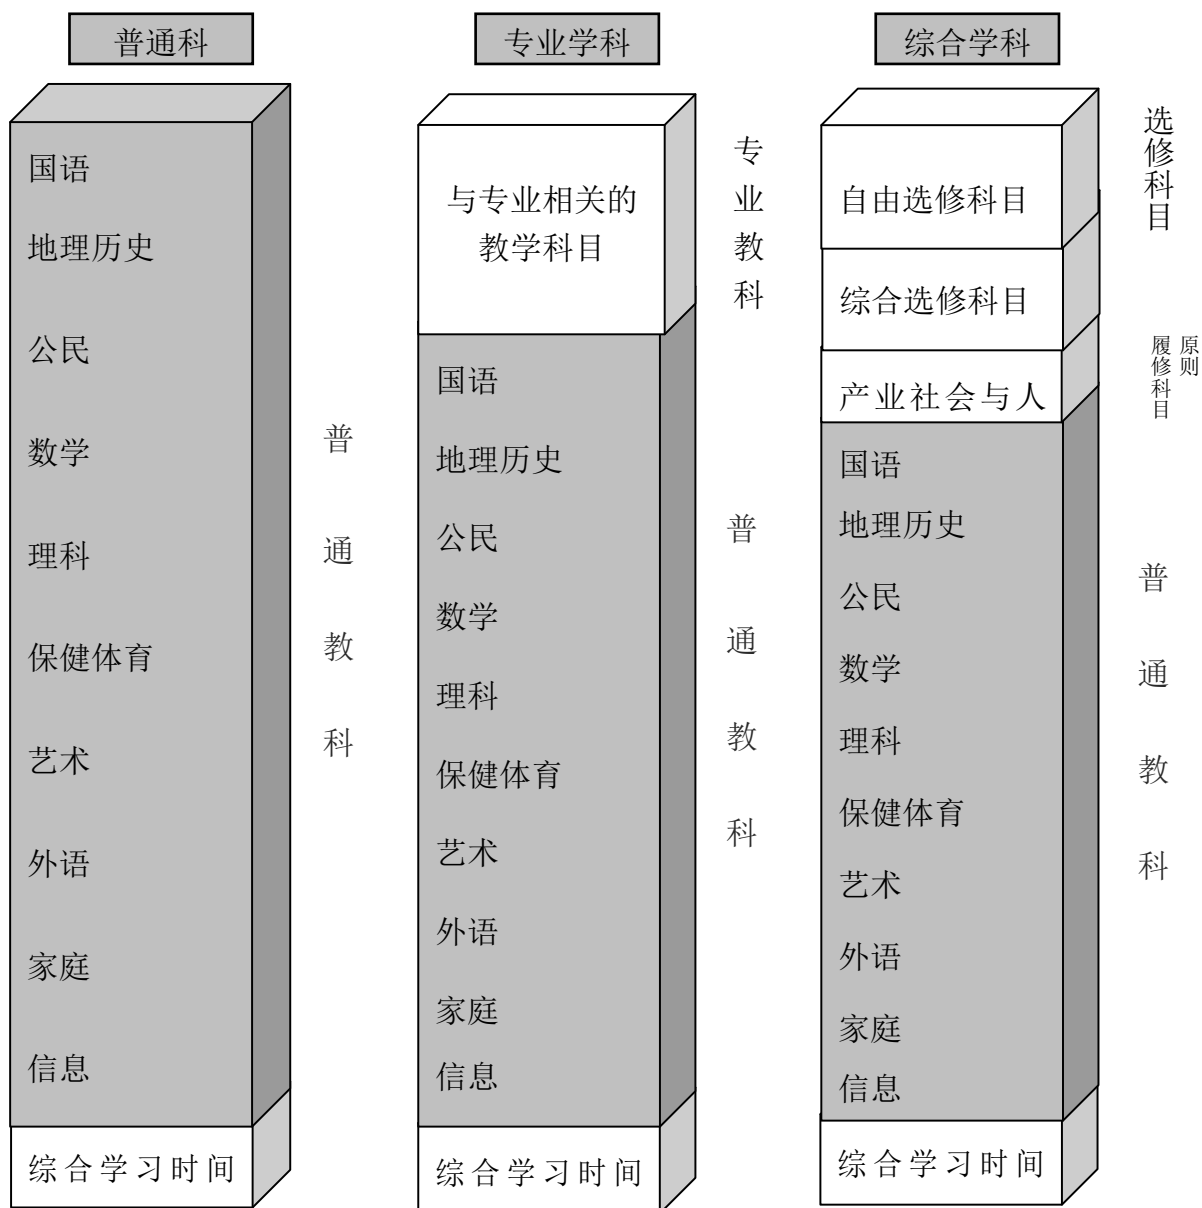 普通科
国语
地理历史
公民
数学
理科
保健体育
艺术
外语
家庭
信息
综合学习时间
普通教科
专业学科
与专业相关的
教学科目
国语
地理历史
公民
数学
理科
保健体育
艺术
外语
家庭
信息
综合学习时间
专业教科
普通教科
综合学科
自由选修科目
综合选修科目
产业社会与人
国语
地理历史
公民
数学
理科
保健体育
艺术
外语
家庭
信息
综合学习时间
选修科目
原则
履修科目
普通教科